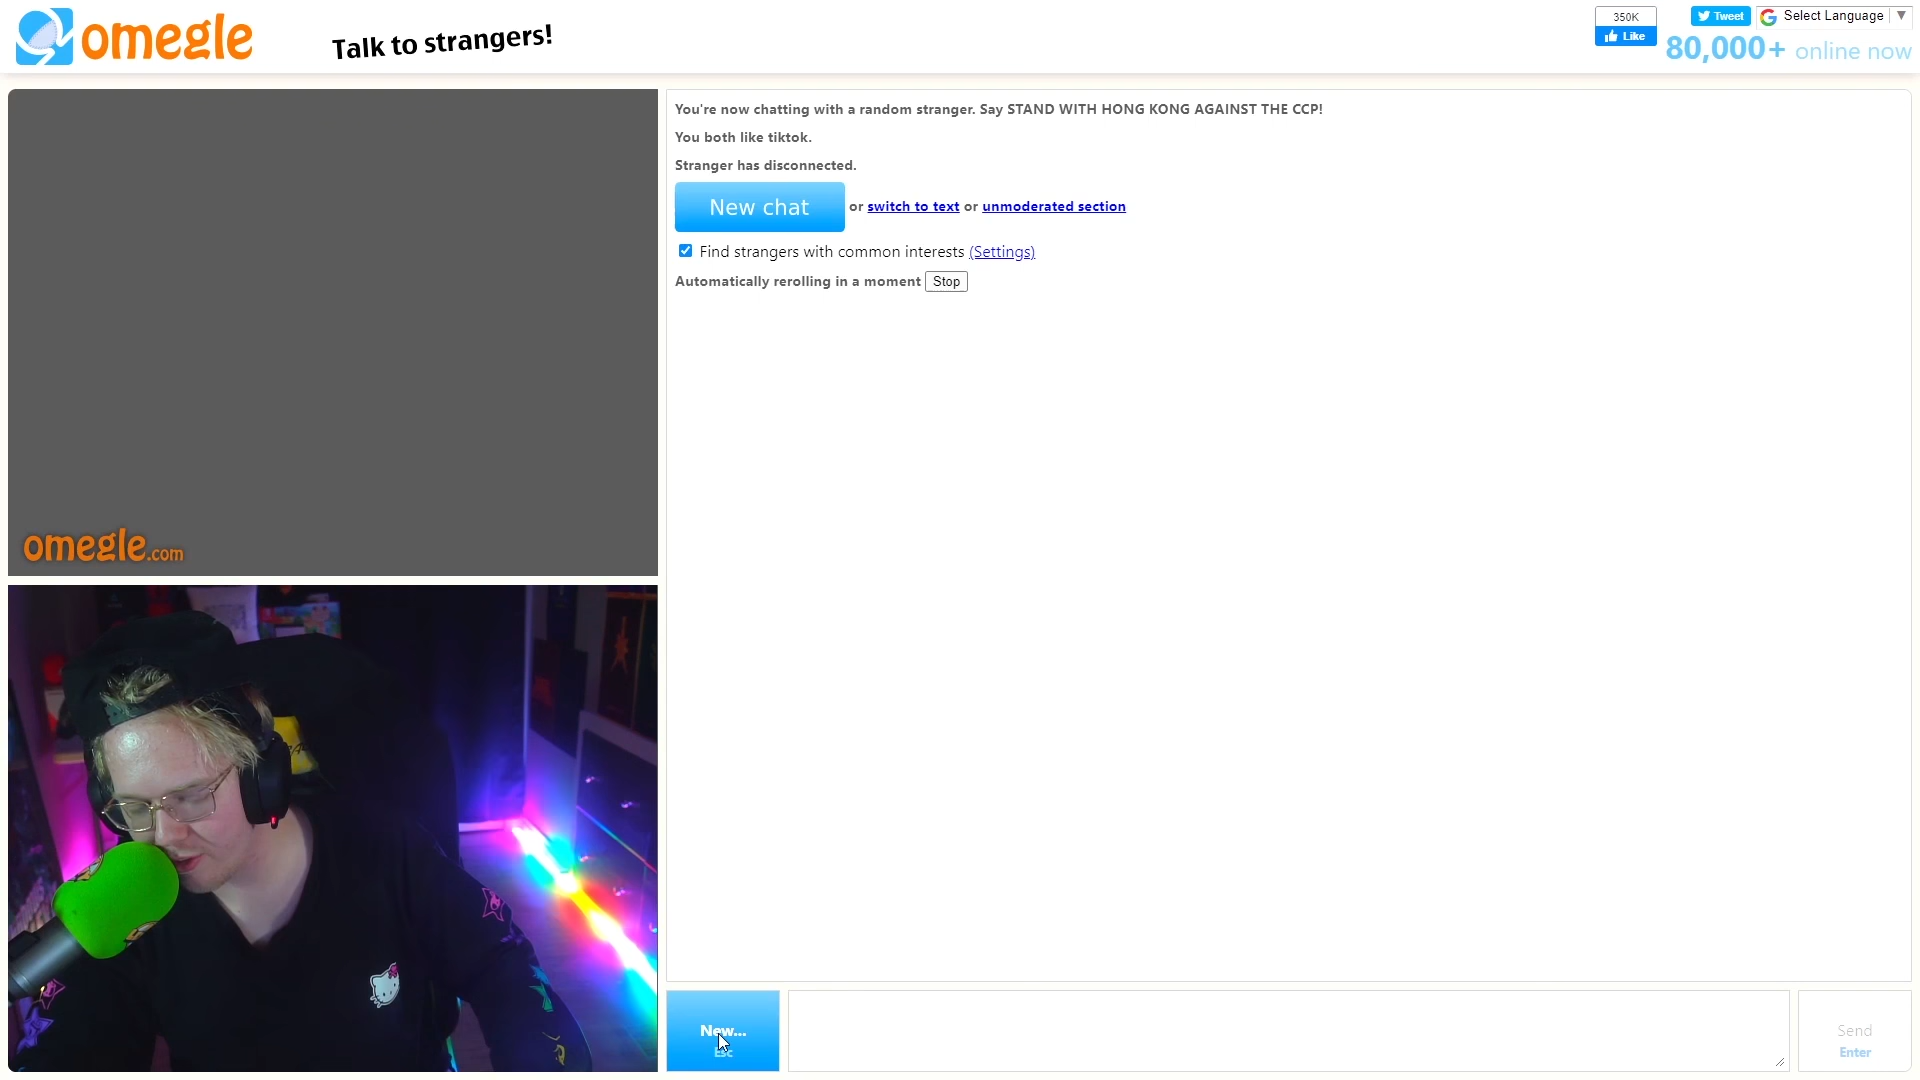 omegle
Talk to strangers!
350K
Like
Tweet
Select Language ▼
80,000+ online now
You're now chatting with a random stranger. Say STAND WITH HONG KONG AGAINST THE CCP!
You both like tiktok.
Stranger has disconnected.
New chat or switch to text or unmoderated section
Find strangers with common interests (Settings)
Automatically rerolling in a moment Stop
omegle.com
New...
Esc
Send
Enter